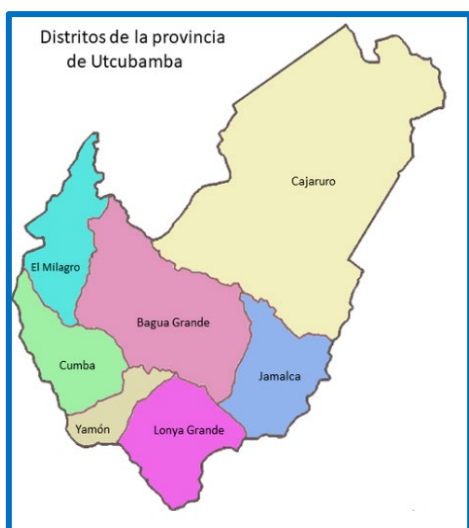 Distritos de la provincia
de Utcubamba
Cajaruro
El Milagro
Bagua Grande
Cumba
Jamalca
Yamón
Lonya Grande